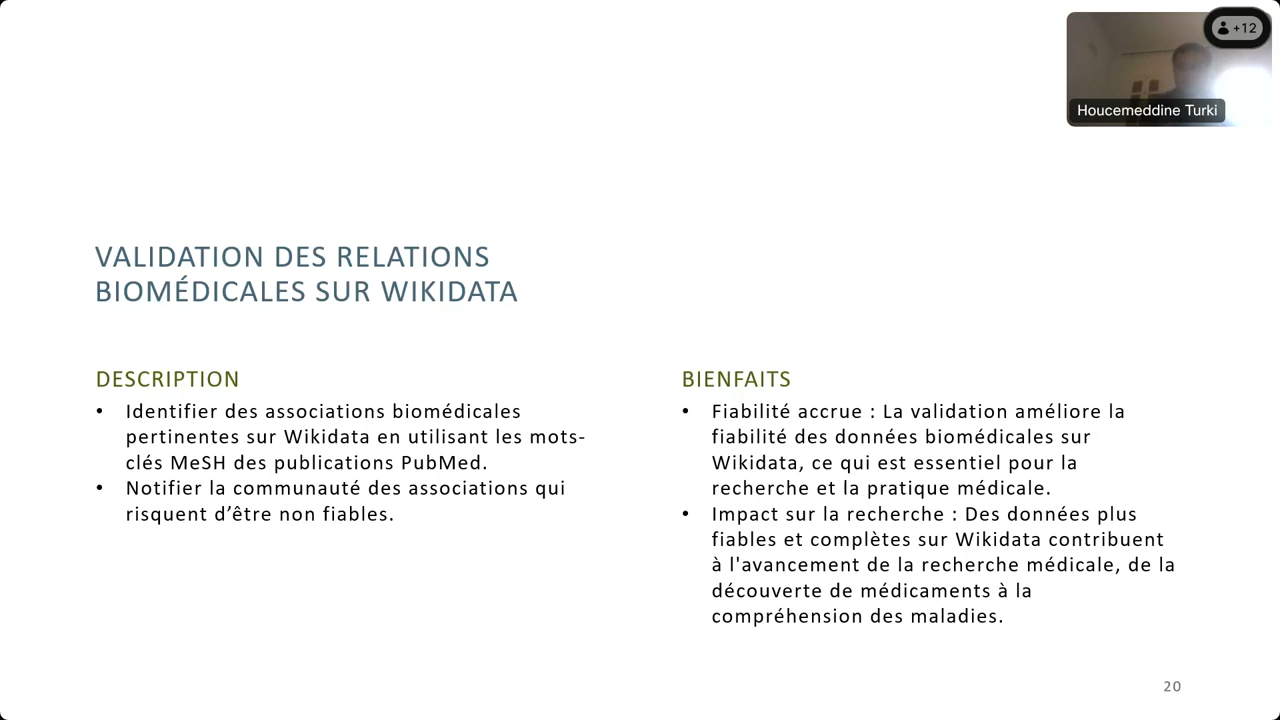 +12
Houcemeddine Turki
VALIDATION DES RELATIONS
BIOMÉDICALES SUR WIKIDATA
DESCRIPTION
• Identifier des associations biomédicales
pertinentes sur Wikidata en utilisant les mots-
clés MeSH des publications PubMed.
• Notifier la communauté des associations qui
risquent d’être non fiables.
BIENFAITS
• Fiabilité accrue : La validation améliore la
fiabilité des données biomédicales sur
Wikidata, ce qui est essentiel pour la
recherche et la pratique médicale.
• Impact sur la recherche : Des données plus
fiables et complètes sur Wikidata contribuent
à l'avancement de la recherche médicale, de la
découverte de médicaments à la
compréhension des maladies.
20